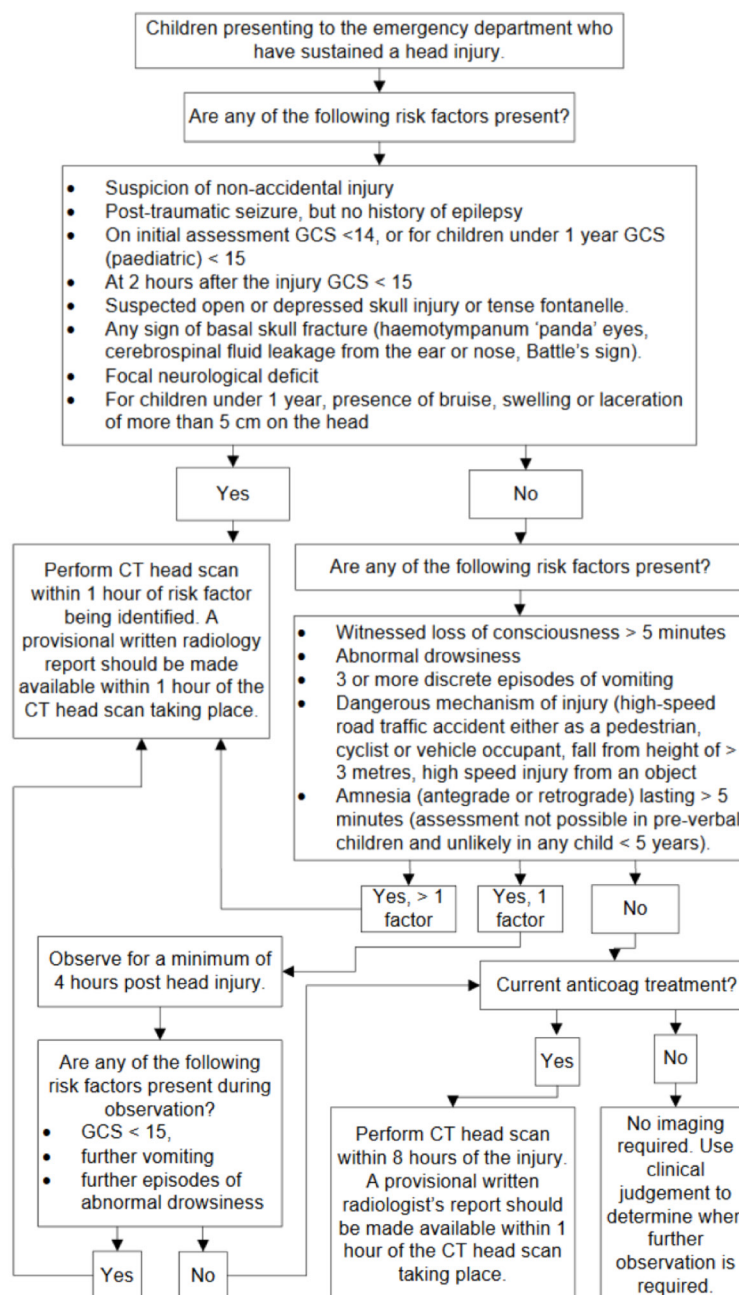 Children presenting to the emergency department who
have sustained a head injury.
Are any of the following risk factors present?
• Suspicion of non-accidental injury
• Post-traumatic seizure, but no history of epilepsy
• On initial assessment GCS <14, or for children under 1 year GCS
(paediatric) < 15
• At 2 hours after the injury GCS < 15
• Suspected open or depressed skull injury or tense fontanelle.
• Any sign of basal skull fracture (haemotympanum ‘panda’ eyes,
cerebrospinal fluid leakage from the ear or nose, Battle’s sign).
• Focal neurological deficit
• For children under 1 year, presence of bruise, swelling or laceration
of more than 5 cm on the head
Yes
No
Perform CT head scan
within 1 hour of risk factor
being identified. A
provisional written radiology
report should be made
available within 1 hour of the
CT head scan taking place.
Are any of the following risk factors present?
• Witnessed loss of consciousness > 5 minutes
• Abnormal drowsiness
• 3 or more discrete episodes of vomiting
• Dangerous mechanism of injury (high-speed
road traffic accident either as a pedestrian,
cyclist or vehicle occupant, fall from height of >
3 metres, high speed injury from an object
• Amnesia (antegrade or retrograde) lasting > 5
minutes (assessment not possible in pre-verbal
children and unlikely in any child < 5 years).
Yes, > 1
factor
Yes, 1
factor
No
Observe for a minimum of
4 hours post head injury.
Current anticoag treatment?
Are any of the following
risk factors present during
observation?
• GCS < 15,
• further vomiting
• further episodes of
abnormal drowsiness
Yes
No
Yes
No
Perform CT head scan
within 8 hours of the injury.
A provisional written
radiologist’s report should
be made available within 1
hour of the CT head scan
taking place.
No imaging
required. Use
clinical
judgement to
determine when
further
observation is
required.